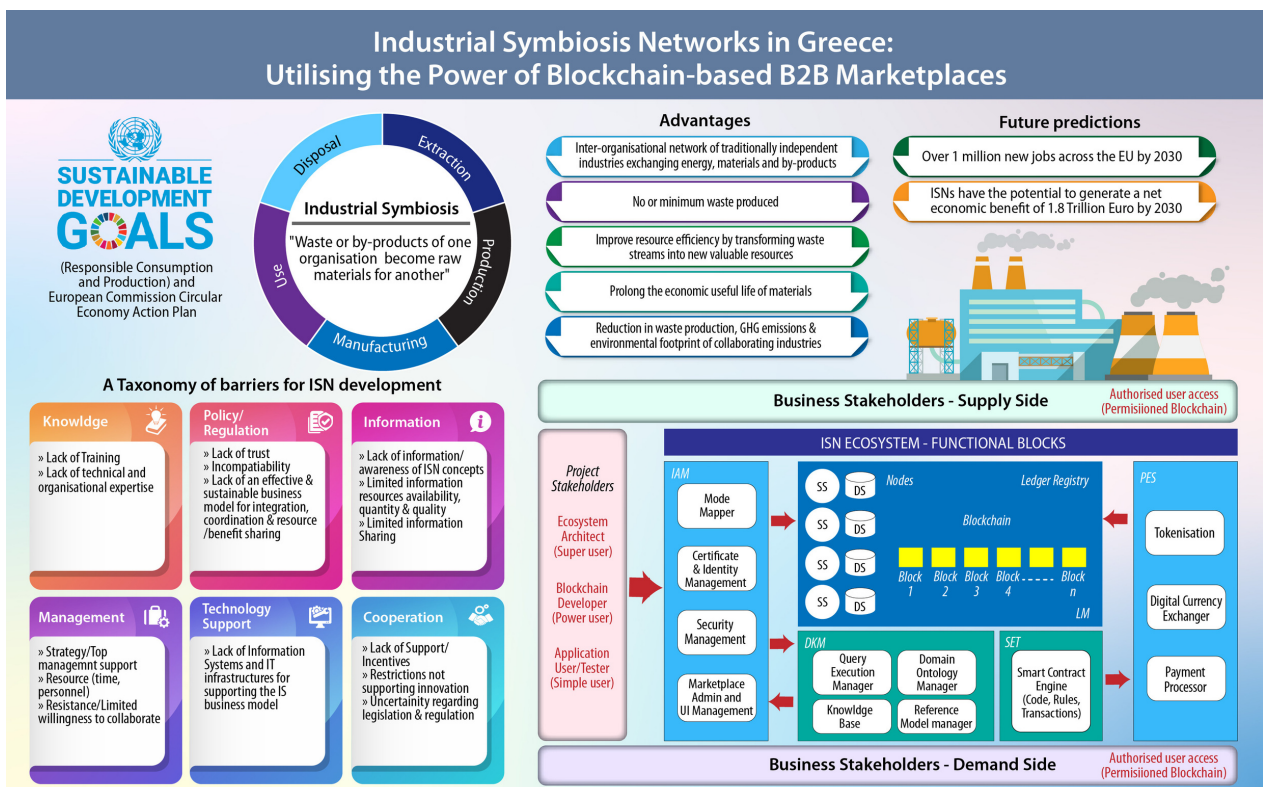 Industrial Symbiosis Networks in Greece:
Utilising the Power of Blockchain-based B2B Marketplaces
SUSTAINABLE
DEVELOPMENT
GOALS
(Responsible Consumption
and Production) and
European Commission Circular
Economy Action Plan
Disposal
Extraction
Production
Manufacturing
Use
Industrial Symbiosis
"Waste or by-products of one
organisation become raw
materials for another"
Advantages
Inter-organisational network of traditionally independent
industries exchanging energy, materials and by-products
No or minimum waste produced
Improve resource efficiency by transforming waste
streams into new valuable resources
Prolong the economic useful life of materials
Reduction in waste production, GHG emissions &
environmental footprint of collaborating industries
Future predictions
Over 1 million new jobs across the EU by 2030
ISNs have the potential to generate a net
economic benefit of 1.8 Trillion Euro by 2030
A Taxonomy of barriers for ISN development
Knowldge
» Lack of Training
» Lack of technical and
organisational expertise
Policy/
Regulation
» Lack of trust
» Incompatiability
» Lack of an effective &
sustainable business
model for integration,
coordination & resource
/benefit sharing
Information
» Lack of information/
awareness of ISN concepts
» Limited information
resources availability,
quantity & quality
» Limited information
Sharing
Management
» Strategy/Top
managemnt support
» Resource (time,
personnel)
» Resistance/Limited
willingness to collaborate
Technology
Support
» Lack of Information
Systems and IT
infrastructures for
supporting the IS
business model
Cooperation
» Lack of Support/
Incentives
» Restrictions not
supporting innovation
» Uncertainity regarding
legislation & regulation
Business Stakeholders - Supply Side
Authorised user access
(Permisiioned Blockchain)
Project
Stakeholders
Ecosystem
Architect
(Super user)
Blockchain
Developer
(Power user)
Application
User/Tester
(Simple user)
ISN ECOSYSTEM - FUNCTIONAL BLOCKS
IAM
Mode
Mapper
Certificate
& Identity
Management
Security
Management
Marketplace
Admin and
UI Management
SS
DS
SS
DS
SS
DS
SS
DS
Nodes
Ledger Registry
Blockchain
Block
1
Block
2
Block
3
Block
4
-----
Block
n
LM
DKM
Query
Execution
Manager
Domain
Ontology
Manager
Knowldge
Base
Reference
Model manager
SET
Smart Contract
Engine
(Code, Rules,
Transactions)
PES
Tokenisation
Digital Currency
Exchanger
Payment
Processor
Business Stakeholders - Demand Side
Authorised user access
(Permisiioned Blockchain)